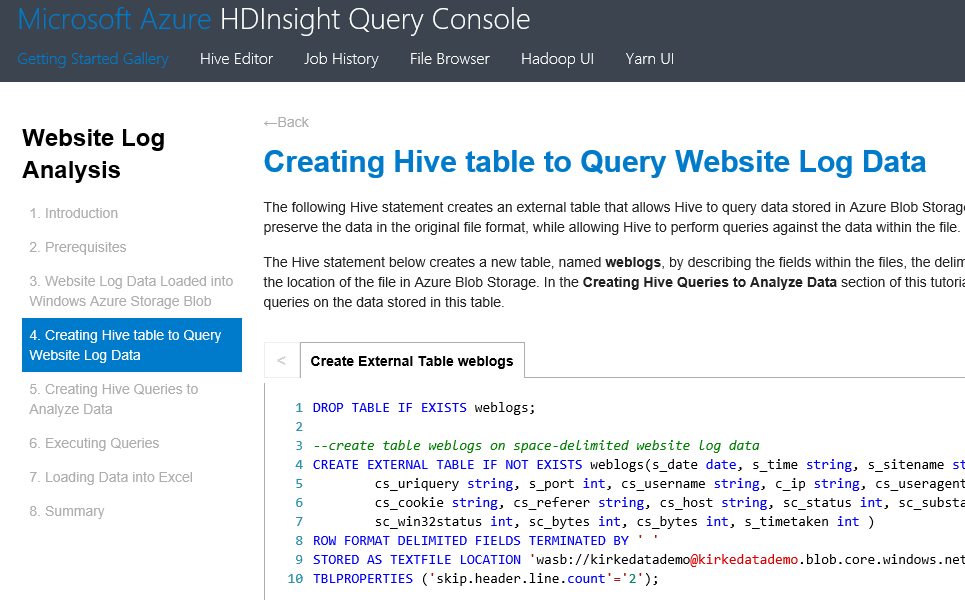 Microsoft Azure HDInsight Query Console
Getting Started Gallery Hive Editor Job History File Browser Hadoop UI Yarn UI
Website Log
Analysis
1. Introduction
2. Prerequisites
3. Website Log Data Loaded into
Windows Azure Storage Blob
4. Creating Hive table to Query
Website Log Data
5. Creating Hive Queries to
Analyze Data
6. Executing Queries
7. Loading Data into Excel
8. Summary
←Back
Creating Hive table to Query Website Log Data
The following Hive statement creates an external table that allows Hive to query data stored in Azure Blob Storag
preserve the data in the original file format, while allowing Hive to perform queries against the data within the file.
The Hive statement below creates a new table, named weblogs, by describing the fields within the files, the delim
the location of the file in Azure Blob Storage. In the Creating Hive Queries to Analyze Data section of this tutoria
queries on the data stored in this table.
< Create External Table weblogs
1 DROP TABLE IF EXISTS weblogs;
2
3 --create table weblogs on space-delimited website log data
4 CREATE EXTERNAL TABLE IF NOT EXISTS weblogs(s_date date, s_time string, s_sitename st
5 cs_uriquery string, s_port int, cs_username string, c_ip string, cs_useragent
6 cs_cookie string, cs_referer string, cs_host string, sc_status int, sc_substa
7 sc_win32status int, sc_bytes int, cs_bytes int, s_timetaken int )
8 ROW FORMAT DELIMITED FIELDS TERMINATED BY ' '
9 STORED AS TEXTFILE LOCATION 'wasb://kirkedatademo@kirkedatademo.blob.core.windows.net
10 TBLPROPERTIES ('skip.header.line.count'='2');